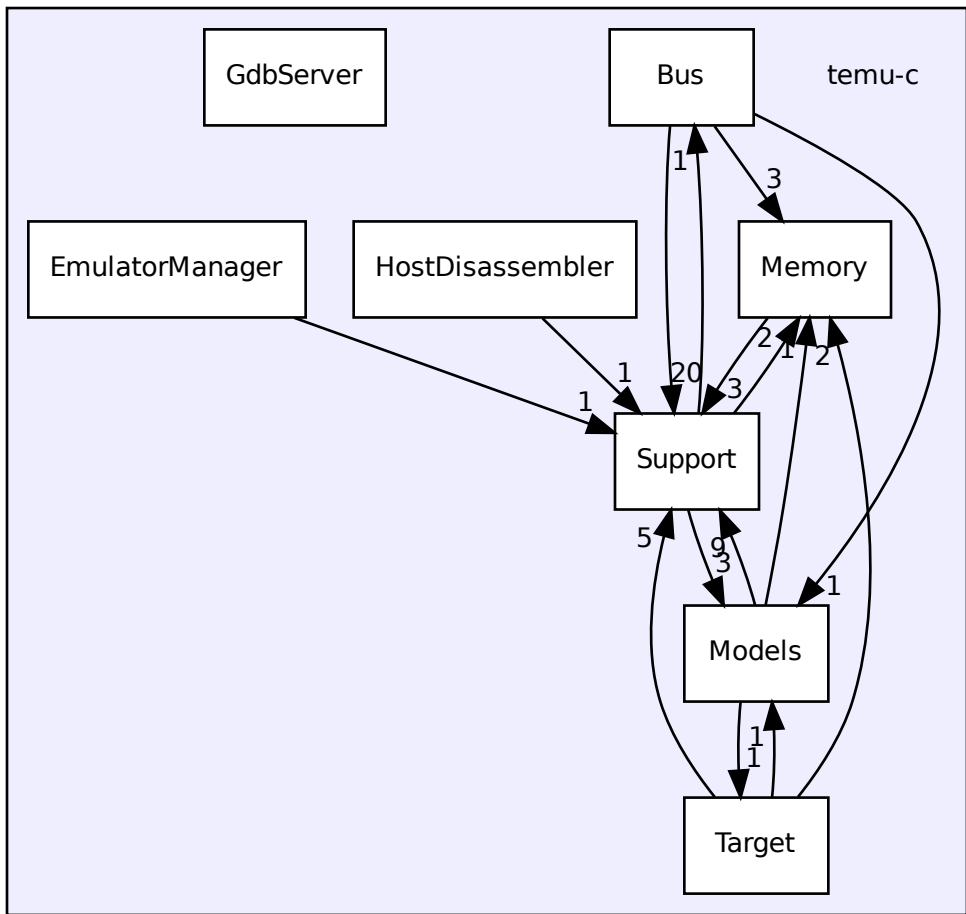 GdbServer
Bus
temu-c
1
3
EmulatorManager
HostDisassembler
Memory
2
1
2
1
1
20
3
Support
5
9
3
1
Models
1
1
Target